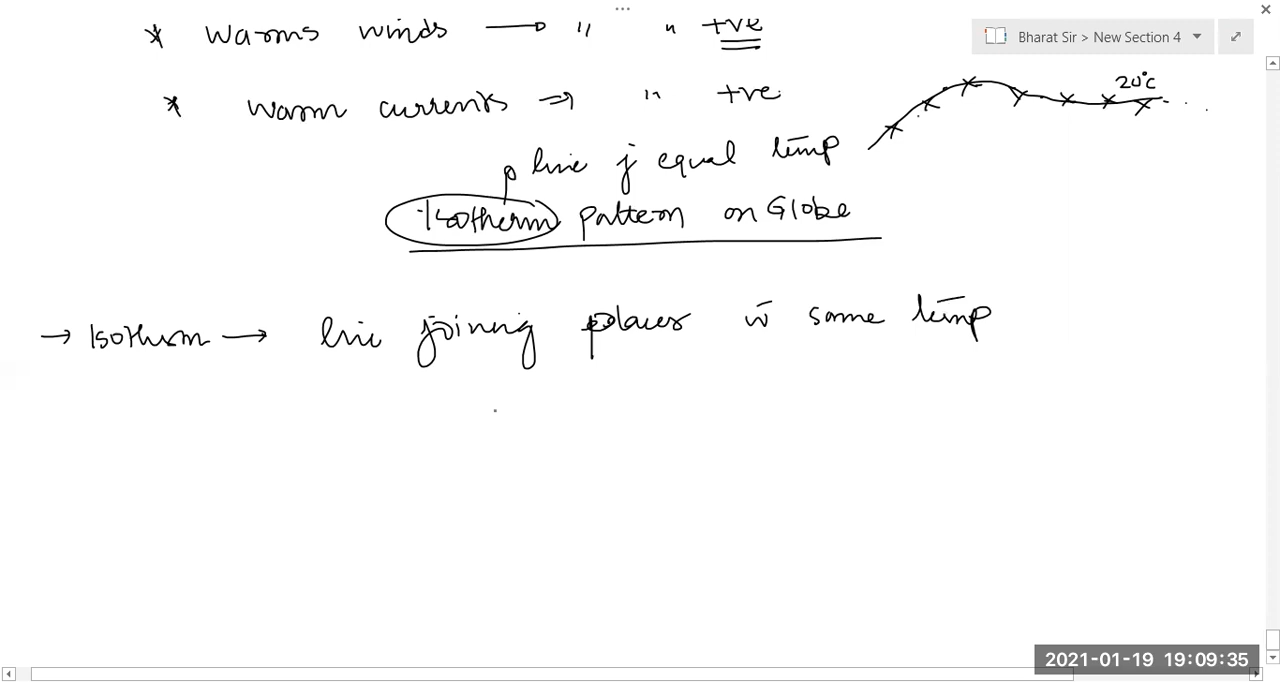 ...
Bharat Sir > New Section 4
* Warms winds → " " +ve
* Warm currents ⇒ " +ve
20°C
line of equal temp
Isotherm pattern on Globe
→ Isotherm → line joining places w̄ same temp
2021-01-19 19:09:35